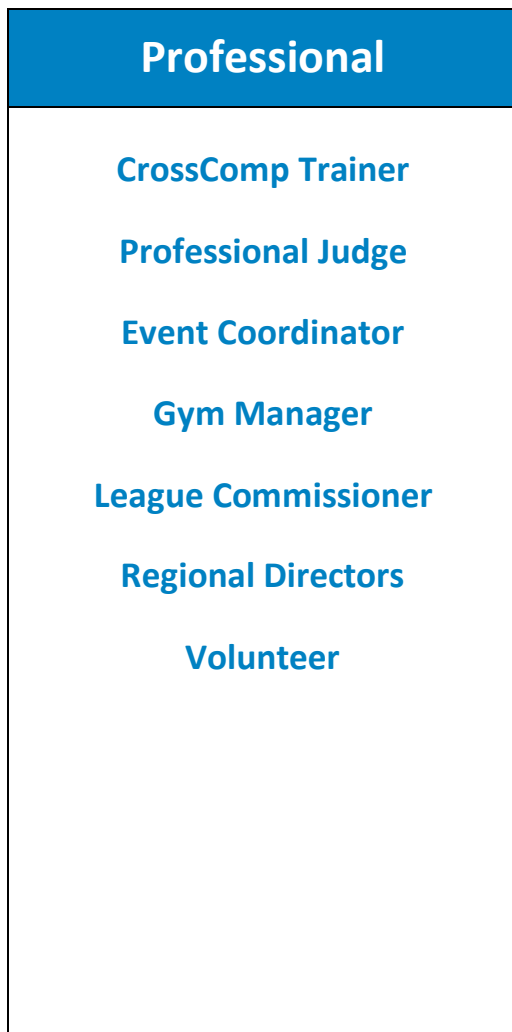 Professional
CrossComp Trainer
Professional Judge
Event Coordinator
Gym Manager
League Commissioner
Regional Directors
Volunteer